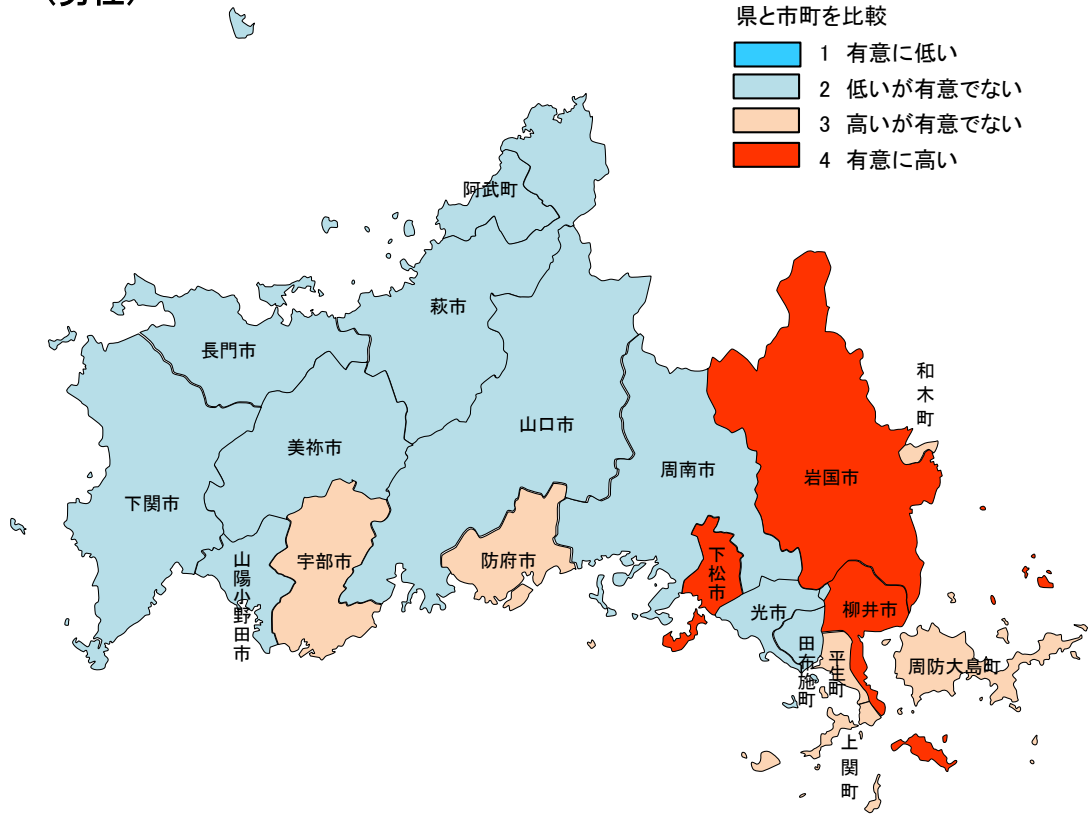 県と市町を比較
1 有意に低い
2 低いが有意でない
3 高いが有意でない
4 有意に高い
阿武町
萩市
長門市
和木町
山口市
美祢市
周南市
岩国市
下関市
宇部市
防府市
下松市
山陽小野田市
光市
柳井市
田布施町
平生町
周防大島町
上関町